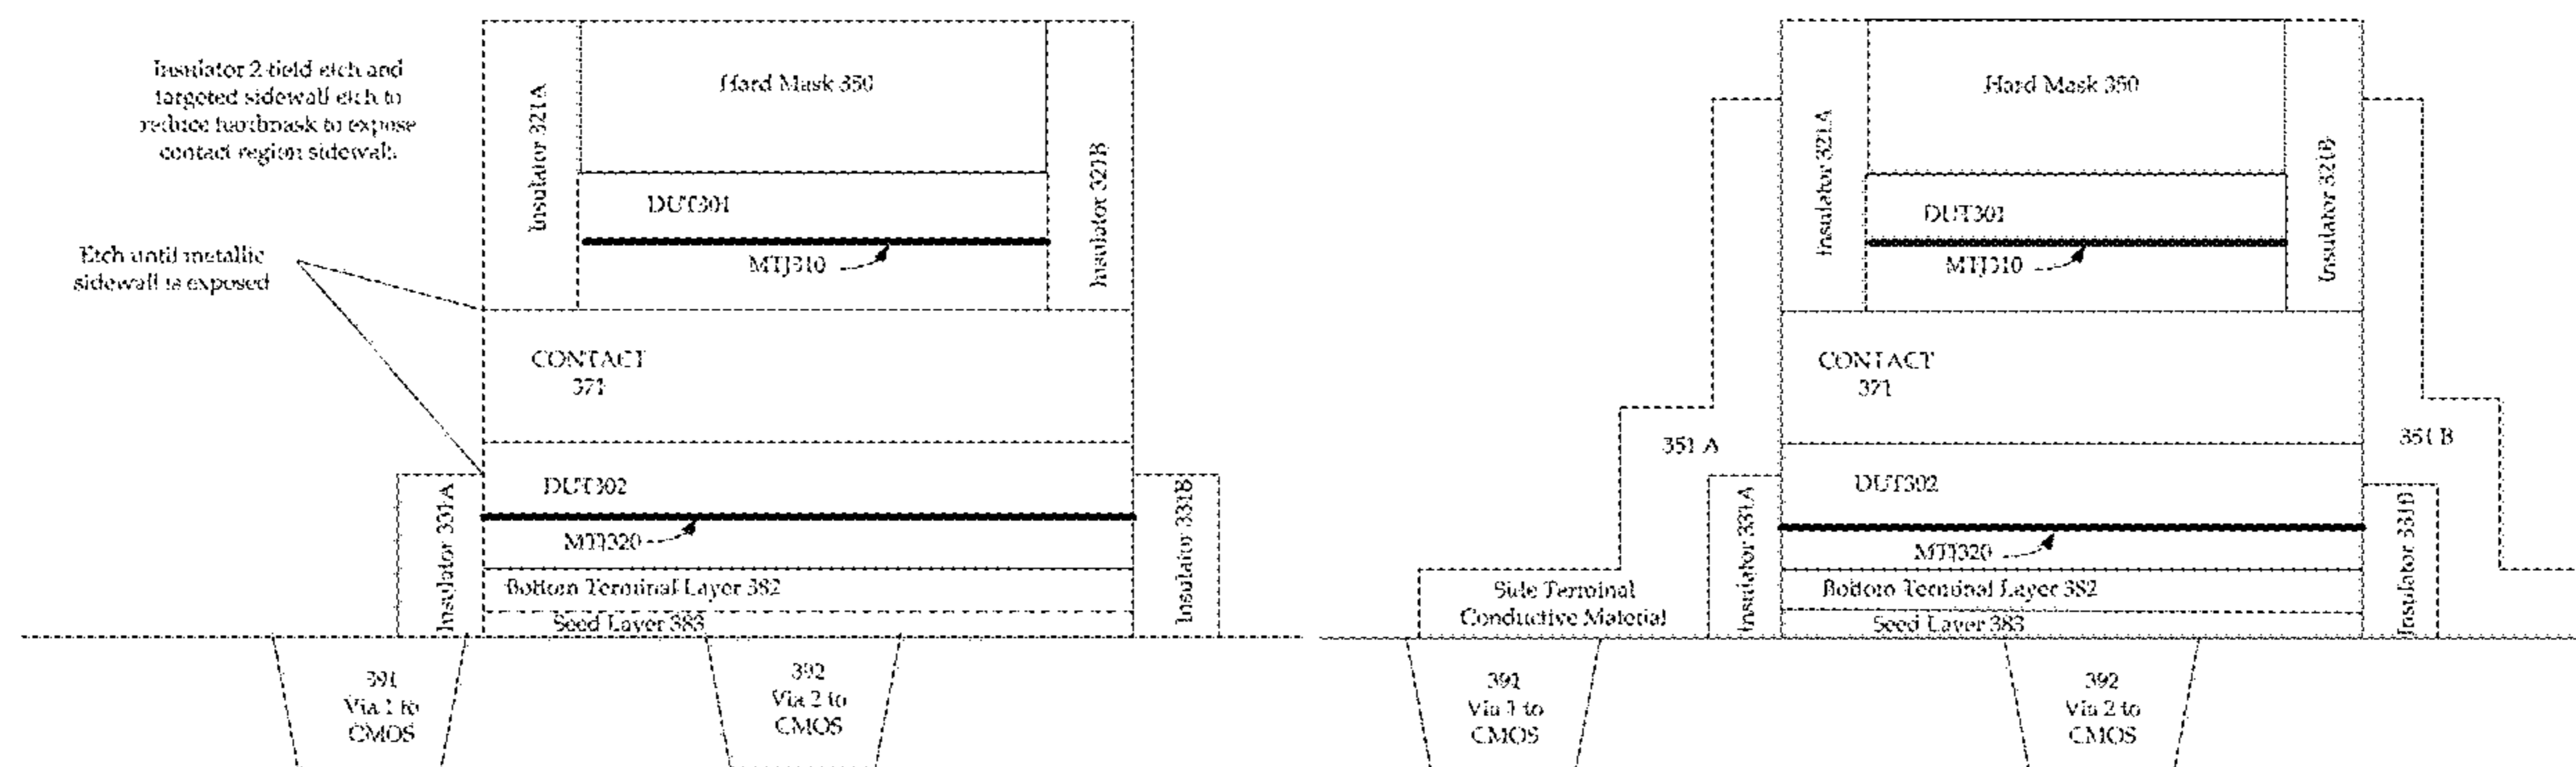 Insulator 2 field etch and
targeted sidewall etch to
reduce hardmask to expose
contact region sidewalls
Etch until metallic
sidewall is exposed
Insulator 321A
Hard Mask 350
Insulator 321B
DUT301
MTJ310
CONTACT
371
DUT302
MTJ320
Insulator 331A
Insulator 331B
Bottom Terminal Layer 382
Seed Layer 383
391
Via 1 to
CMOS
392
Via 2 to
CMOS
Insulator 321A
Hard Mask 350
Insulator 321B
DUT301
MTJ310
CONTACT
371
351 A
351 B
DUT302
MTJ320
Insulator 331A
Insulator 331B
Side Terminal
Conductive Material
Bottom Terminal Layer 382
Seed Layer 383
391
Via 1 to
CMOS
392
Via 2 to
CMOS